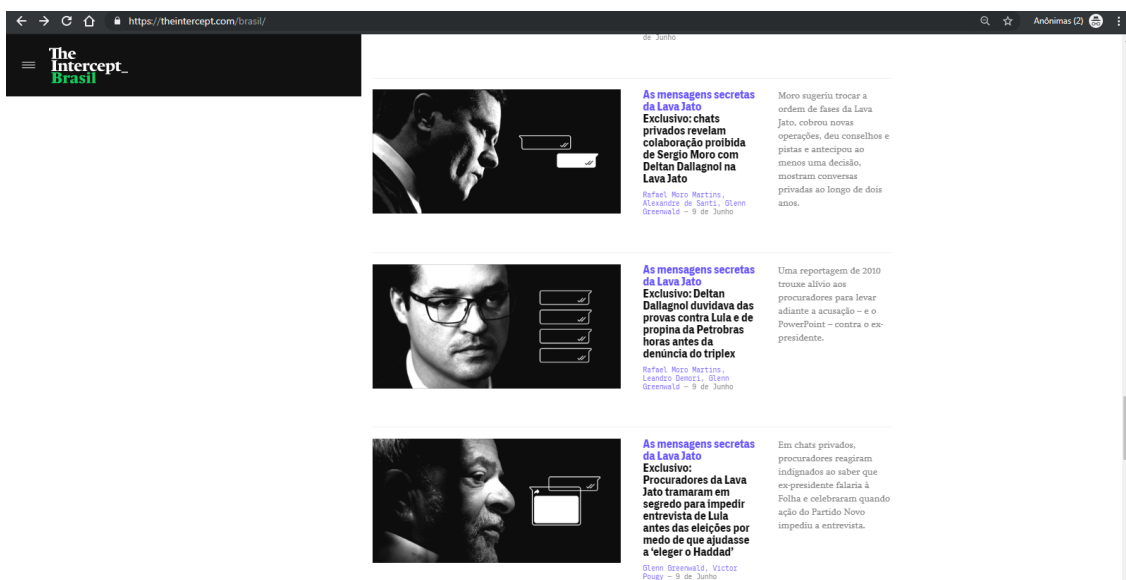 https://theintercept.com/brasil/
Anônimas (2)
The
Intercept_
Brasil
de Junho
As mensagens secretas
da Lava Jato
Exclusivo: chats
privados revelam
colaboração proibida
de Sergio Moro com
Deltan Dallagnol na
Lava Jato
Rafael Moro Martins,
Alexandre de Santi, Glenn
Greenwald – 9 de Junho
Moro sugeriu trocar a
ordem de fases da Lava
Jato, cobrou novas
operações, deu conselhos e
pistas e antecipou ao
menos uma decisão,
mostram conversas
privadas ao longo de dois
anos.
As mensagens secretas
da Lava Jato
Exclusivo: Deltan
Dallagnol duvidava das
provas contra Lula e de
propina da Petrobras
horas antes da
denúncia do triplex
Rafael Moro Martins,
Leandro Demori, Glenn
Greenwald – 9 de Junho
Uma reportagem de 2010
trouxe alívio aos
procuradores para levar
adiante a acusação – e o
PowerPoint – contra o ex-
presidente.
As mensagens secretas
da Lava Jato
Exclusivo:
Procuradores da Lava
Jato tramaram em
segredo para impedir
entrevista de Lula
antes das eleições por
medo de que ajudasse
a ‘eleger o Haddad’
Glenn Greenwald, Victor
Pougy – 9 de Junho
Em chats privados,
procuradores reagiram
indignados ao saber que
ex-presidente falaria à
Folha e celebraram quando
ação do Partido Novo
impediu a entrevista.